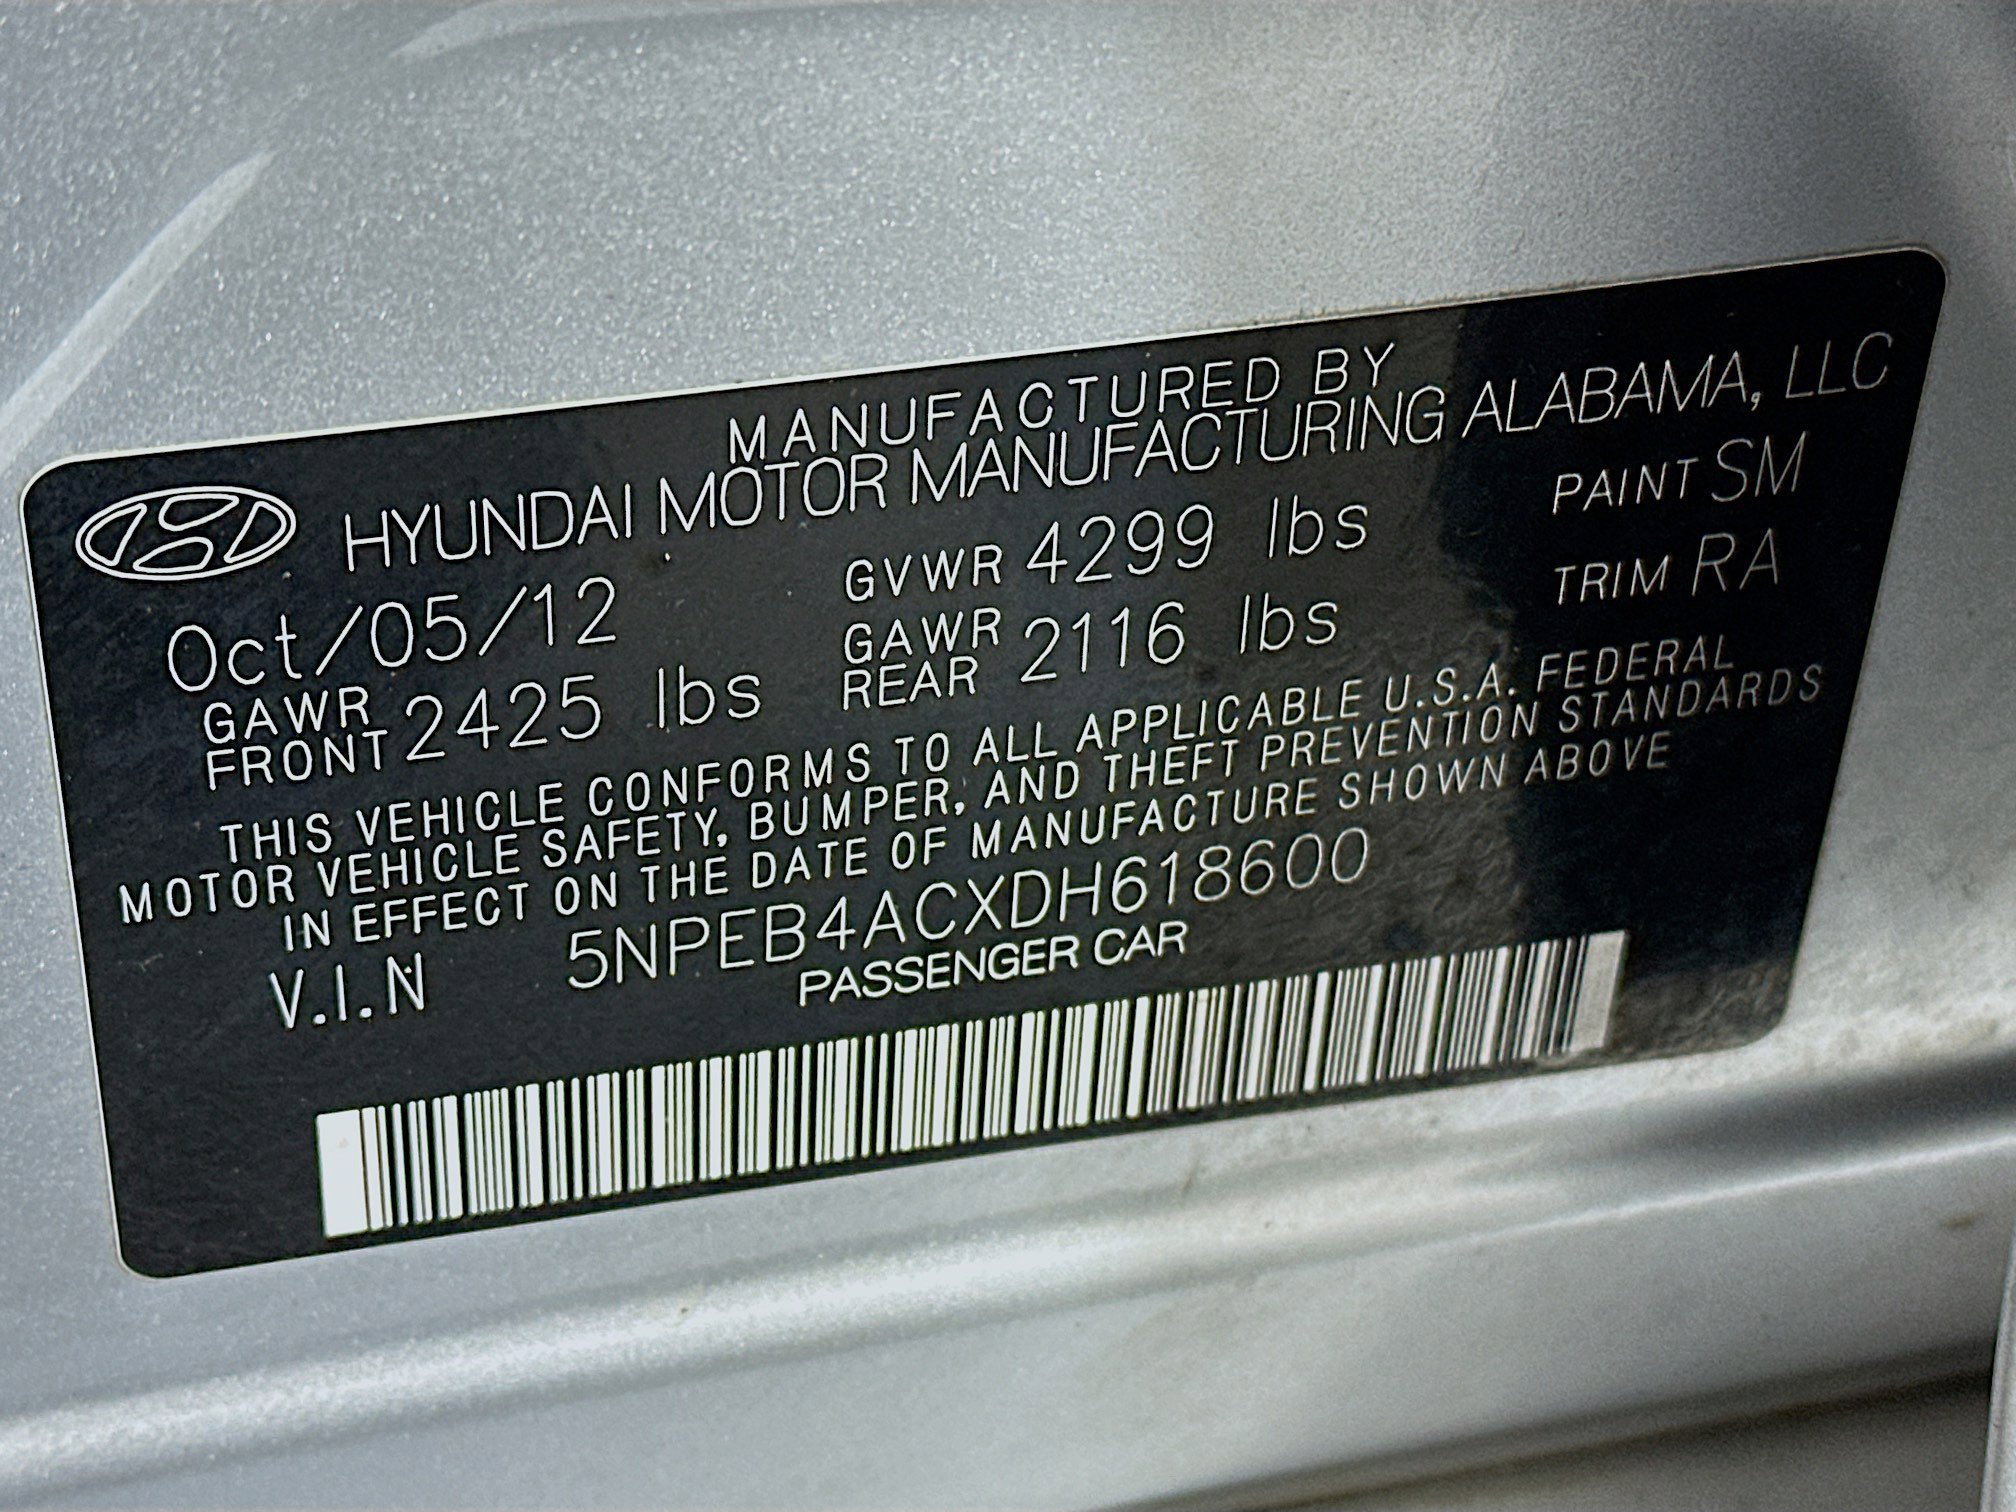 MANUFACTURED BY
HYUNDAI MOTOR MANUFACTURING ALABAMA, LLC
Oct/05/12 GVWR 4299 lbs PAINT SM
GAWR FRONT 2425 lbs GAWR REAR 2116 lbs TRIM RA
THIS VEHICLE CONFORMS TO ALL APPLICABLE U.S.A. FEDERAL
MOTOR VEHICLE SAFETY, BUMPER, AND THEFT PREVENTION STANDARDS
IN EFFECT ON THE DATE OF MANUFACTURE SHOWN ABOVE
V.I.N 5NPEB4ACXDH618600
PASSENGER CAR